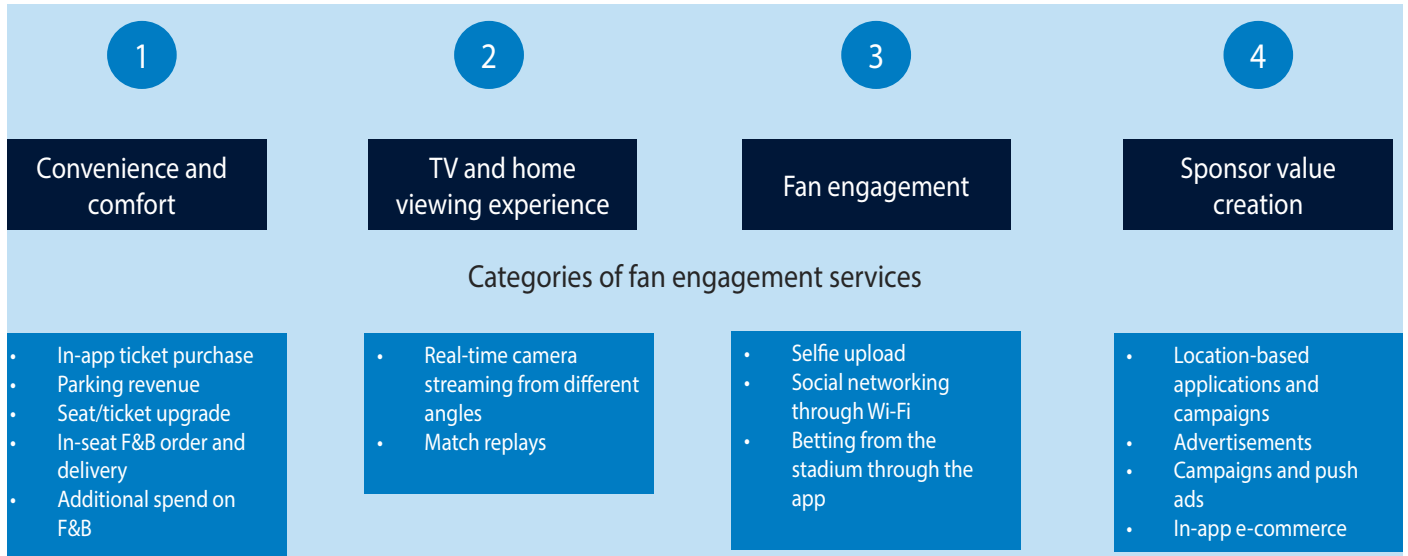 1
2
3
4
Convenience and
comfort
TV and home
viewing experience
Fan engagement
Sponsor value
creation
Categories of fan engagement services
• In-app ticket purchase
• Parking revenue
• Seat/ticket upgrade
• In-seat F&B order and
delivery
• Additional spend on
F&B
• Real-time camera
streaming from different
angles
• Match replays
• Selfie upload
• Social networking
through Wi-Fi
• Betting from the
stadium through the
app
• Location-based
applications and
campaigns
• Advertisements
• Campaigns and push
ads
• In-app e-commerce